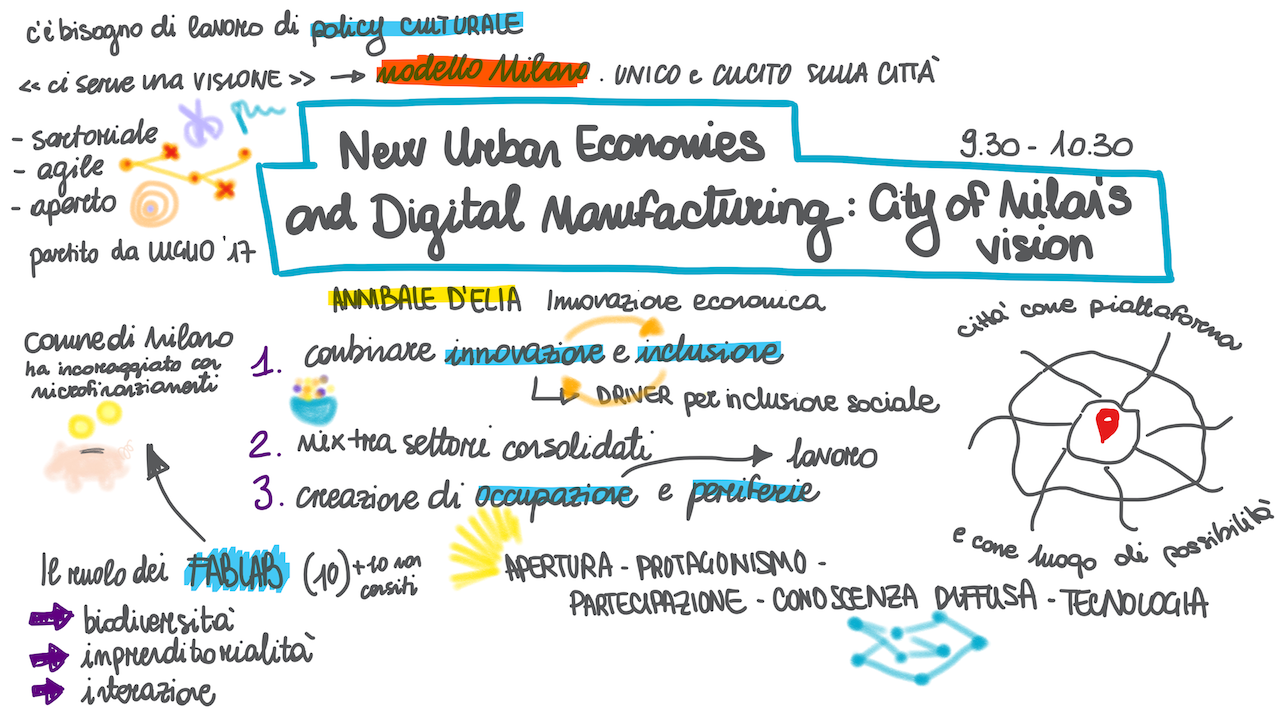 c'è bisogno di lavoro di policy CULTURALE
<< ci serve una VISIONE >> → modello Milano. UNICO e CUCITO SULLA CITTÀ
- sartoriale
- agile
- aperto
partito da LUGLIO '17
New Urban Economies
and Digital Manufacturing: City of Milan's
vision
9.30 - 10.30
ANNIBALE D'ELIA Innovazione economica
comune di Milano
ha incoraggiato con
microfinanziamenti
1. combinare innovazione e inclusione
DRIVER per inclusione sociale
2. mix tra settori consolidati
lavoro
3. creazione di occupazione e periferie
città come piattaforma
e come luogo di possibilità
Il ruolo dei FABLAB (10) +10 non
censiti
biodiversità
imprenditorialità
interazione
APERTURA - PROTAGONISMO -
PARTECIPAZIONE - CONOSCENZA DIFFUSA - TECNOLOGIA